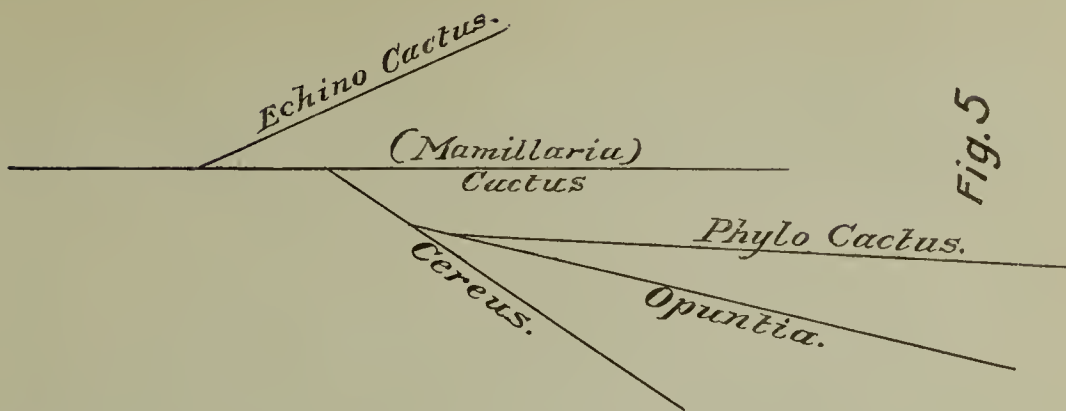 Echino Cactus.
(Mamillaria)
Cactus
Phylo Cactus.
Cereus.
Opuntia.
Fig. 5